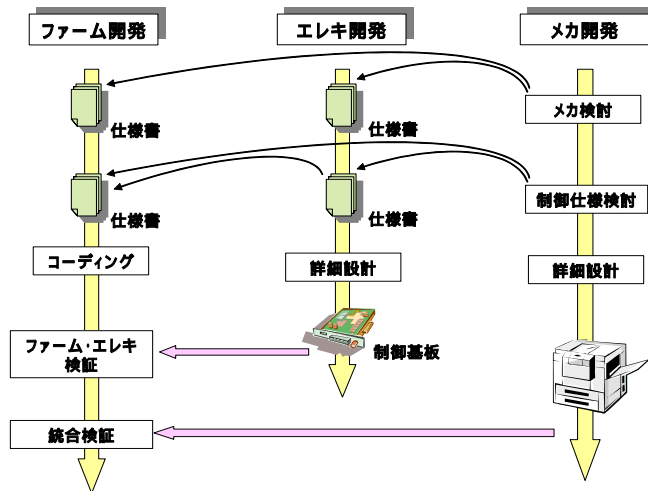 ファーム開発
エレキ開発
メカ開発
メカ検討
仕様書
仕様書
制御仕様検討
仕様書
仕様書
コーディング
詳細設計
詳細設計
ファーム・エレキ
検証
制御基板
統合検証